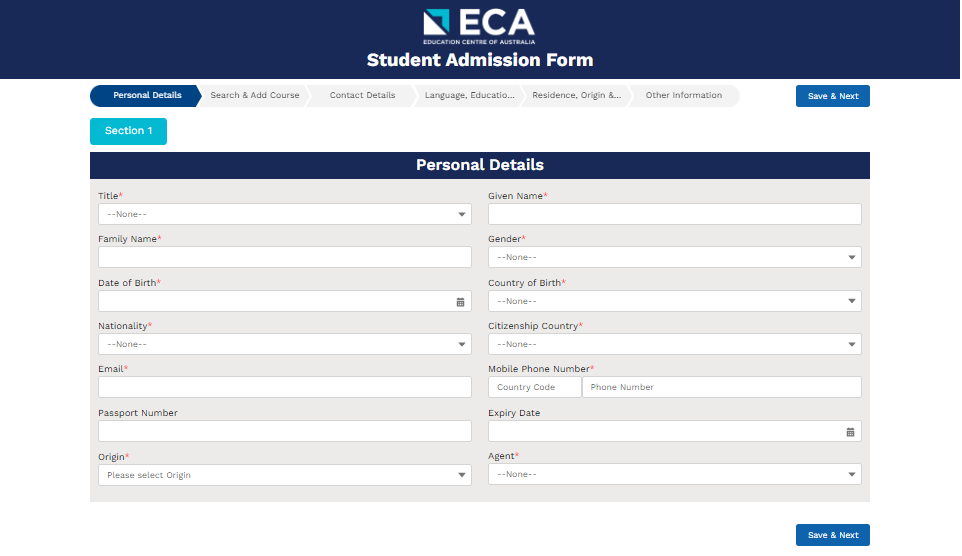 ECA
EDUCATION CENTRE OF AUSTRALIA
Student Admission Form
Personal Details
Search & Add Course
Contact Details
Language, Educatio...
Residence, Origin &...
Other Information
Save & Next
Section 1
Personal Details
Title*
--None--
Given Name*
Family Name*
Gender*
--None--
Date of Birth*
Country of Birth*
--None--
Nationality*
--None--
Citizenship Country*
--None--
Email*
Mobile Phone Number*
Country Code
Phone Number
Passport Number
Expiry Date
Origin*
Please select Origin
Agent*
--None--
Save & Next